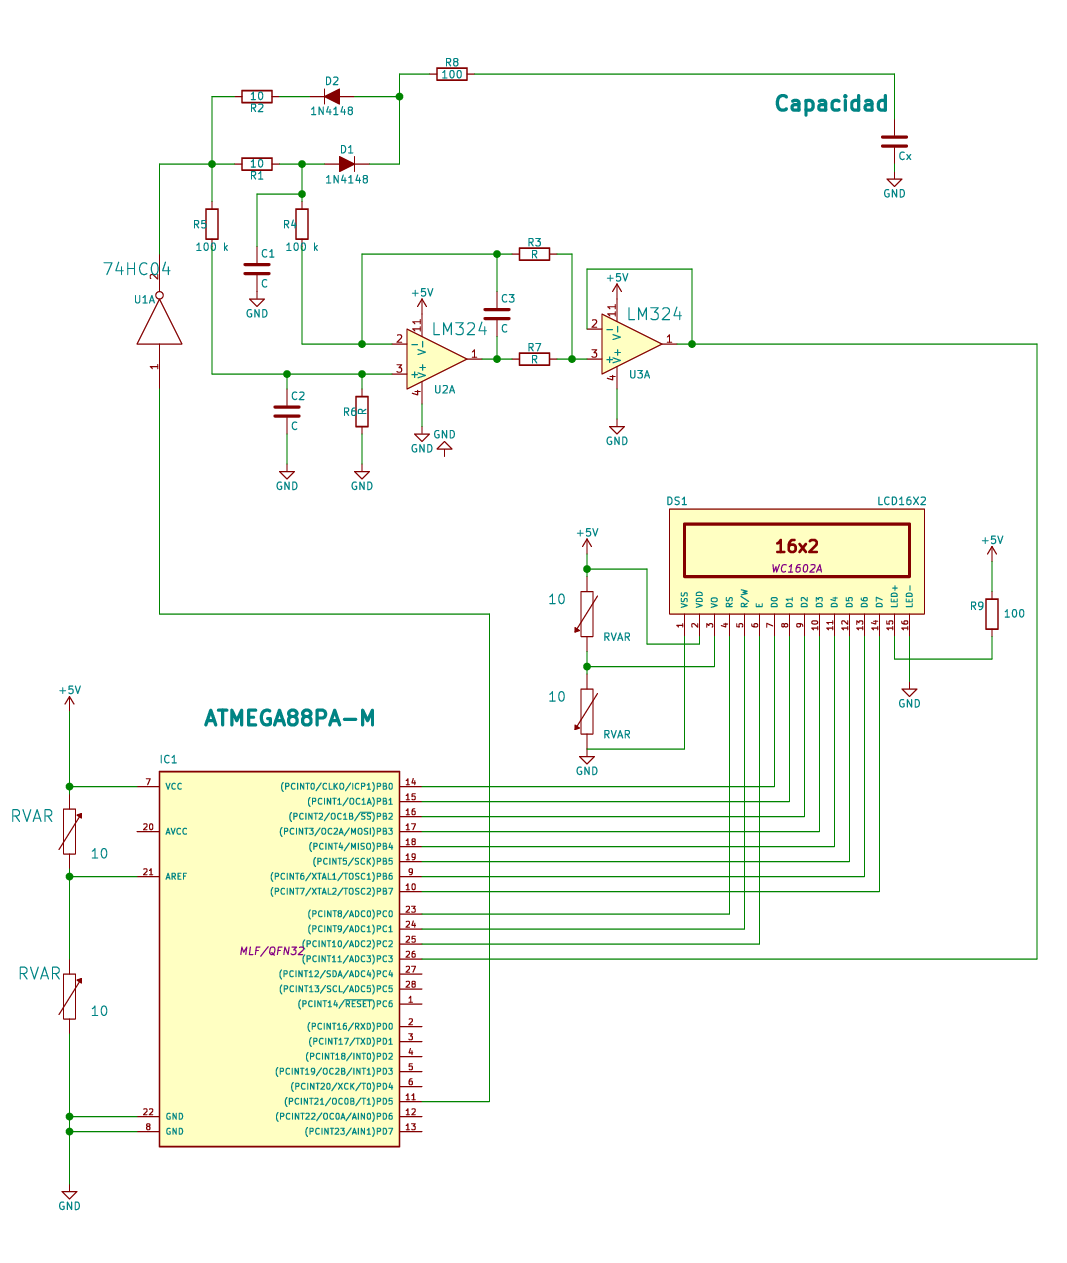 R8
100
D2
10
R2
1N4148
Capacidad
D1
10
R1
1N4148
Cx
GND
R5
100 k
R4
100 k
74HC04
2
U1A
1
C1
C
GND
R3
R
+5V
C3
C
11
LM324
2
3
1
V-
V+
4
U2A
R7
R
+5V
11
LM324
2
3
1
V-
V+
4
U3A
GND
C2
C
R6
R
GND
GND
GND
GND
DS1
LCD16X2
16x2
WC1602A
VSS VDD VO RS R/W E D0 D1 D2 D3 D4 D5 D6 D7 LED+ LED-
1 2 3 4 5 6 7 8 9 10 11 12 13 14 15 16
+5V
10
RVAR
10
RVAR
GND
+5V
R9
100
GND
+5V
ATMEGA88PA-M
IC1
7 VCC
(PCINT0/CLKO/ICP1)PB0 14
(PCINT1/OC1A)PB1 15
RVAR
(PCINT2/OC1B/SS)PB2 16
20 AVCC
(PCINT3/OC2A/MOSI)PB3 17
(PCINT4/MISO)PB4 18
10
(PCINT5/SCK)PB5 19
21 AREF
(PCINT6/XTAL1/TOSC1)PB6 9
(PCINT7/XTAL2/TOSC2)PB7 10
(PCINT8/ADC0)PC0 23
(PCINT9/ADC1)PC1 24
(PCINT10/ADC2)PC2 25
MLF/QFN32
(PCINT11/ADC3)PC3 26
RVAR
(PCINT12/SDA/ADC4)PC4 27
(PCINT13/SCL/ADC5)PC5 28
(PCINT14/RESET)PC6 1
10
(PCINT16/RXD)PD0 2
(PCINT17/TXD)PD1 3
(PCINT18/INT0)PD2 4
(PCINT19/OC2B/INT1)PD3 5
(PCINT20/XCK/T0)PD4 6
(PCINT21/OC0B/T1)PD5 11
22 GND
(PCINT22/OC0A/AIN0)PD6 12
8 GND
(PCINT23/AIN1)PD7 13
GND